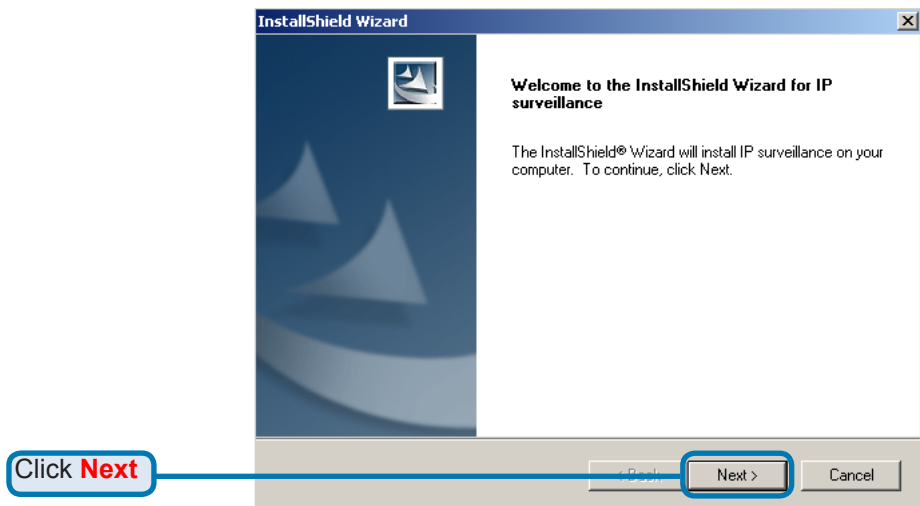 InstallShield Wizard
Welcome to the InstallShield Wizard for IP
surveillance
The InstallShield® Wizard will install IP surveillance on your
computer. To continue, click Next.
Click Next
< Back
Next >
Cancel